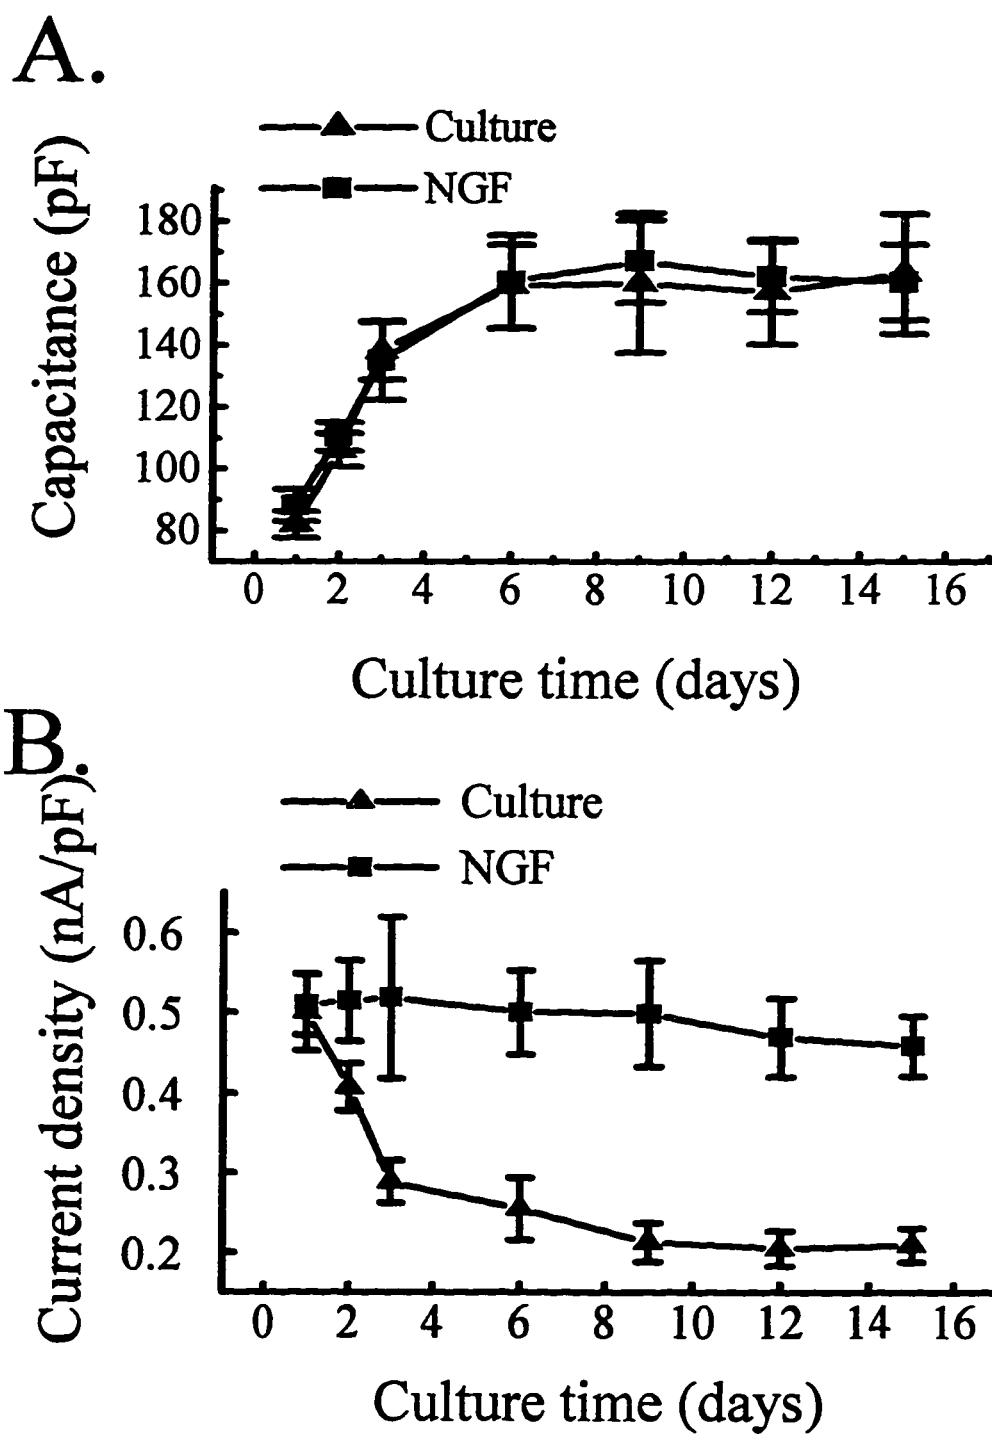 A.
Culture
NGF
Capacitance (pF)
180
160
140
120
100
80
0 2 4 6 8 10 12 14 16
Culture time (days)
B.
Culture
NGF
Current density (nA/pF)
0.6
0.5
0.4
0.3
0.2
0 2 4 6 8 10 12 14 16
Culture time (days)